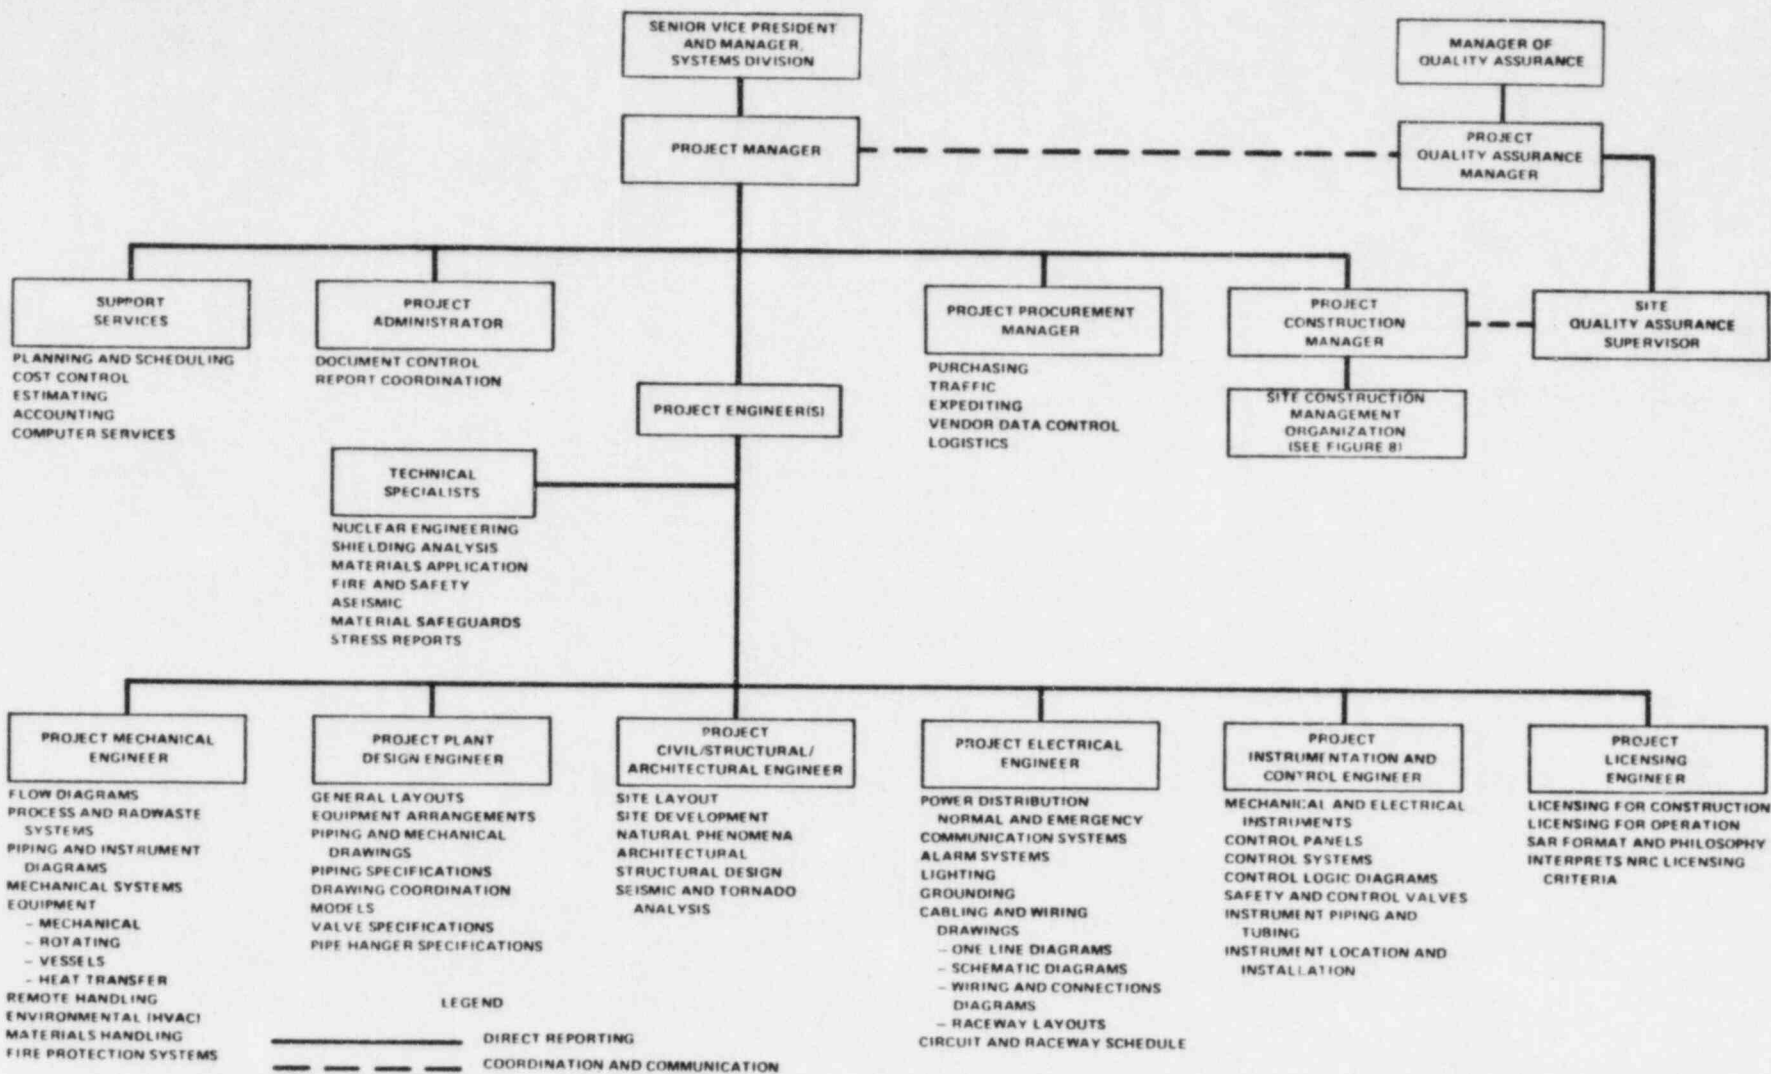 SENIOR VICE PRESIDENT
AND MANAGER,
SYSTEMS DIVISION
MANAGER OF
QUALITY ASSURANCE
PROJECT MANAGER
PROJECT
QUALITY ASSURANCE
MANAGER
SUPPORT
SERVICES
PLANNING AND SCHEDULING
COST CONTROL
ESTIMATING
ACCOUNTING
COMPUTER SERVICES
PROJECT
ADMINISTRATOR
DOCUMENT CONTROL
REPORT COORDINATION
PROJECT PROCUREMENT
MANAGER
PURCHASING
TRAFFIC
EXPEDITING
VENDOR DATA CONTROL
LOGISTICS
PROJECT
CONSTRUCTION
MANAGER
SITE
QUALITY ASSURANCE
SUPERVISOR
SITE CONSTRUCTION
MANAGEMENT
ORGANIZATION
(SEE FIGURE 8)
PROJECT ENGINEER(S)
TECHNICAL
SPECIALISTS
NUCLEAR ENGINEERING
SHIELDING ANALYSIS
MATERIALS APPLICATION
FIRE AND SAFETY
ASEISMIC
MATERIAL SAFEGUARDS
STRESS REPORTS
PROJECT MECHANICAL
ENGINEER
FLOW DIAGRAMS
PROCESS AND RADWASTE
SYSTEMS
PIPING AND INSTRUMENT
DIAGRAMS
MECHANICAL SYSTEMS
EQUIPMENT
– MECHANICAL
– ROTATING
– VESSELS
– HEAT TRANSFER
REMOTE HANDLING
ENVIRONMENTAL (HVAC)
MATERIALS HANDLING
FIRE PROTECTION SYSTEMS
PROJECT PLANT
DESIGN ENGINEER
GENERAL LAYOUTS
EQUIPMENT ARRANGEMENTS
PIPING AND MECHANICAL
DRAWINGS
PIPING SPECIFICATIONS
DRAWING COORDINATION
MODELS
VALVE SPECIFICATIONS
PIPE HANGER SPECIFICATIONS
PROJECT
CIVIL/STRUCTURAL/
ARCHITECTURAL ENGINEER
SITE LAYOUT
SITE DEVELOPMENT
NATURAL PHENOMENA
ARCHITECTURAL
STRUCTURAL DESIGN
SEISMIC AND TORNADO
ANALYSIS
PROJECT ELECTRICAL
ENGINEER
POWER DISTRIBUTION
NORMAL AND EMERGENCY
COMMUNICATION SYSTEMS
ALARM SYSTEMS
LIGHTING
GROUNDING
CABLING AND WIRING
DRAWINGS
– ONE LINE DIAGRAMS
– SCHEMATIC DIAGRAMS
– WIRING AND CONNECTIONS
DIAGRAMS
– RACEWAY LAYOUTS
CIRCUIT AND RACEWAY SCHEDULE
PROJECT
INSTRUMENTATION AND
CONTROL ENGINEER
MECHANICAL AND ELECTRICAL
INSTRUMENTS
CONTROL PANELS
CONTROL SYSTEMS
CONTROL LOGIC DIAGRAMS
SAFETY AND CONTROL VALVES
INSTRUMENT PIPING AND
TUBING
INSTRUMENT LOCATION AND
INSTALLATION
PROJECT
LICENSING
ENGINEER
LICENSING FOR CONSTRUCTION
LICENSING FOR OPERATION
SAR FORMAT AND PHILOSOPHY
INTERPRETS NRC LICENSING
CRITERIA
LEGEND
DIRECT REPORTING
COORDINATION AND COMMUNICATION